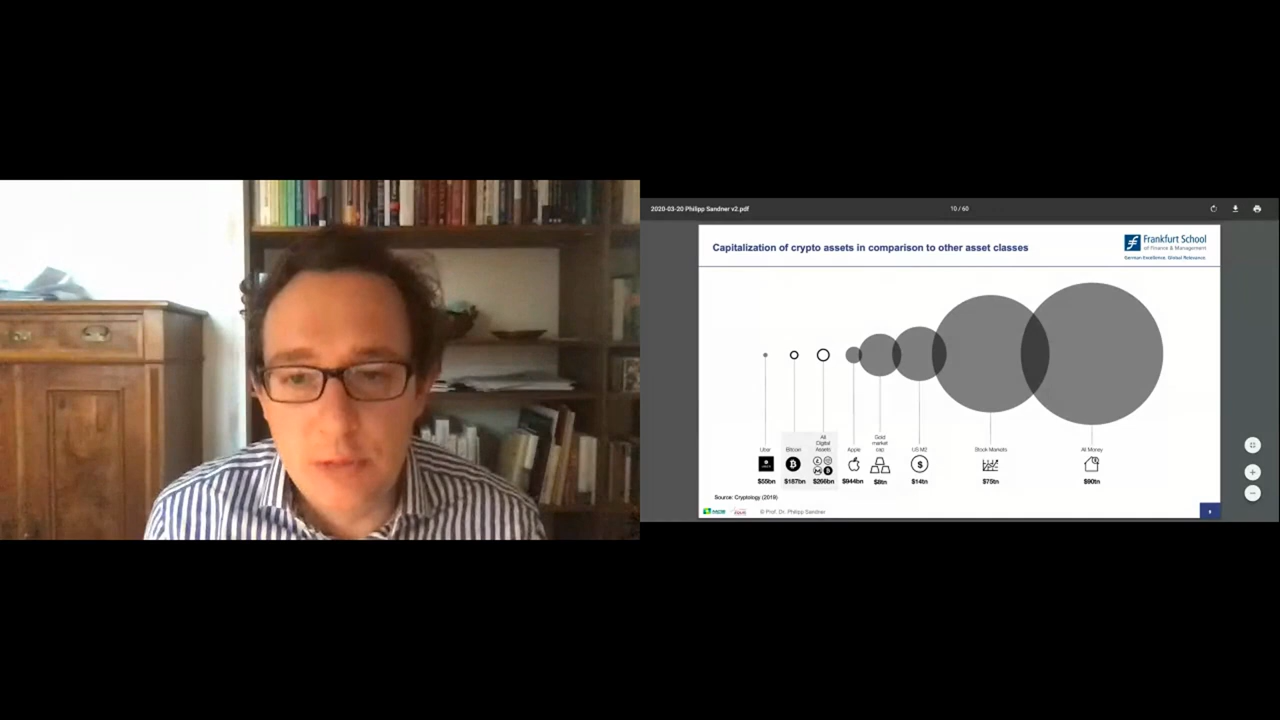 2020-03-20 Philipp Sandner v2.pdf
10 / 60
Capitalization of crypto assets in comparison to other asset classes
Frankfurt School
of Finance & Management
German Excellence. Global Relevance.
Uber
Bitcoin
All
Digital
Assets
Apple
Gold
market
US M2
Stock Markets
All Money
$55bn
$187bn
$266bn
$944bn
$8tn
$14tn
$75tn
$90tn
Source: Cryptology (2019)
© Prof. Dr. Philipp Sandner